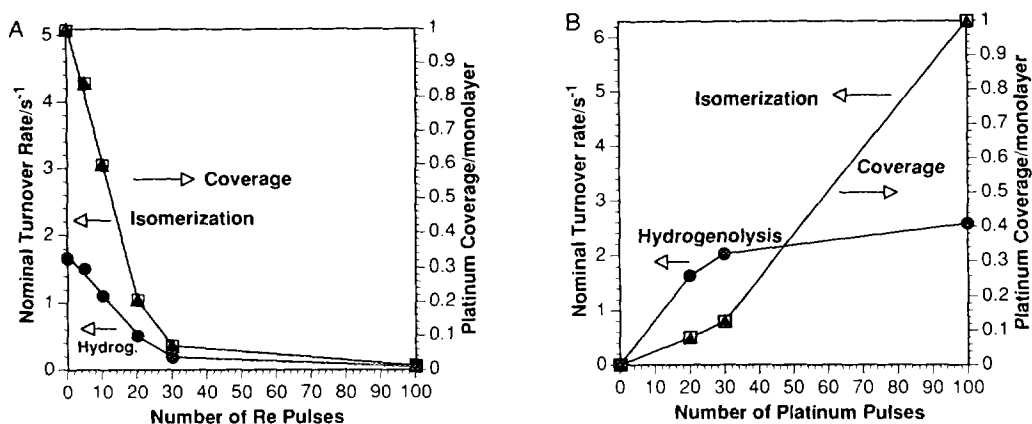 A
Nominal Turnover Rate/s⁻¹
5
4
3
2
1
0
Coverage
Isomerization
Hydrog.
1
0.9
0.8
0.7
0.6
0.5
0.4
0.3
0.2
0.1
0
Platinum Coverage/monolayer
0 10 20 30 40 50 60 70 80 90 100
Number of Re Pulses
B
Nominal Turnover rate/s⁻¹
6
5
4
3
2
1
0
Isomerization
Coverage
Hydrogenolysis
1
0.9
0.8
0.7
0.6
0.5
0.4
0.3
0.2
0.1
0
Platinum Coverage/monolayer
0 10 20 30 40 50 60 70 80 90 100
Number of Platinum Pulses